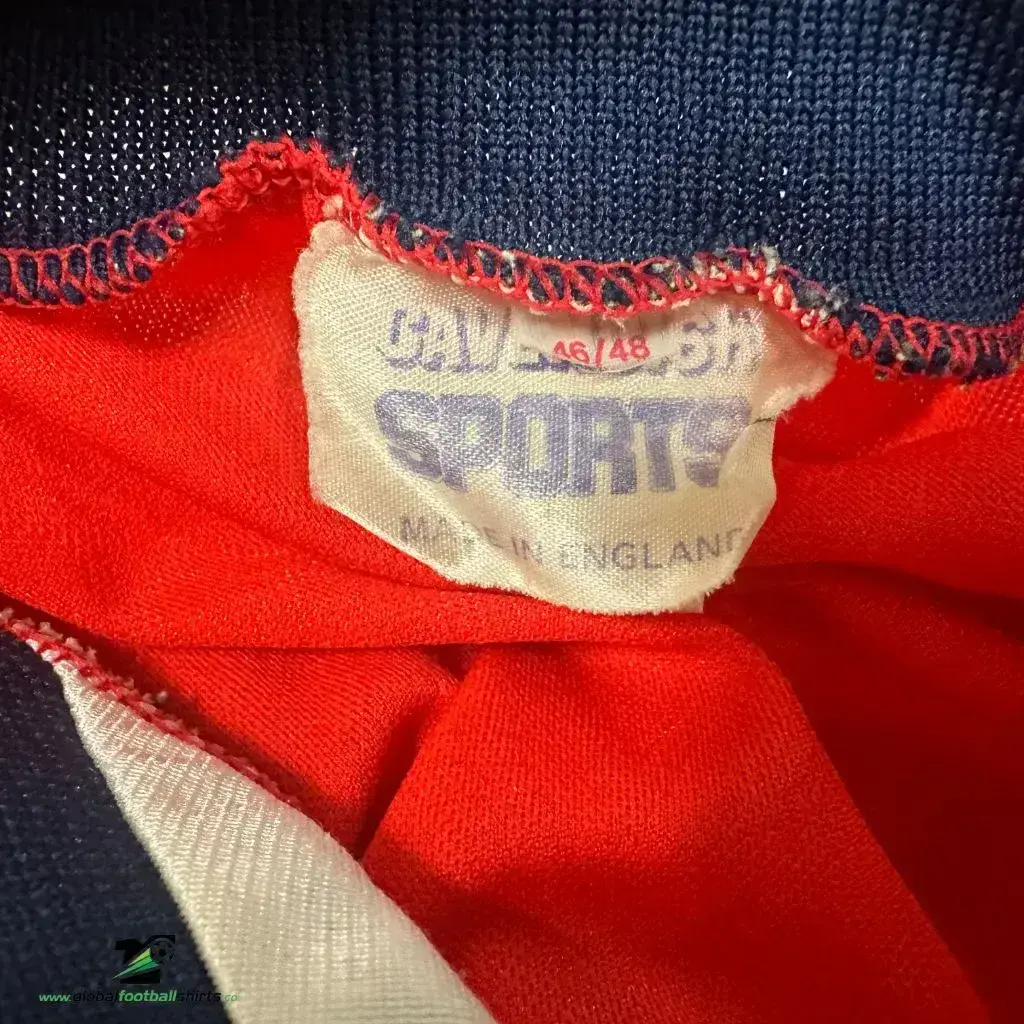 46/48
SPORTS
MADE IN ENGLAND
www.globalfootballshirts.co